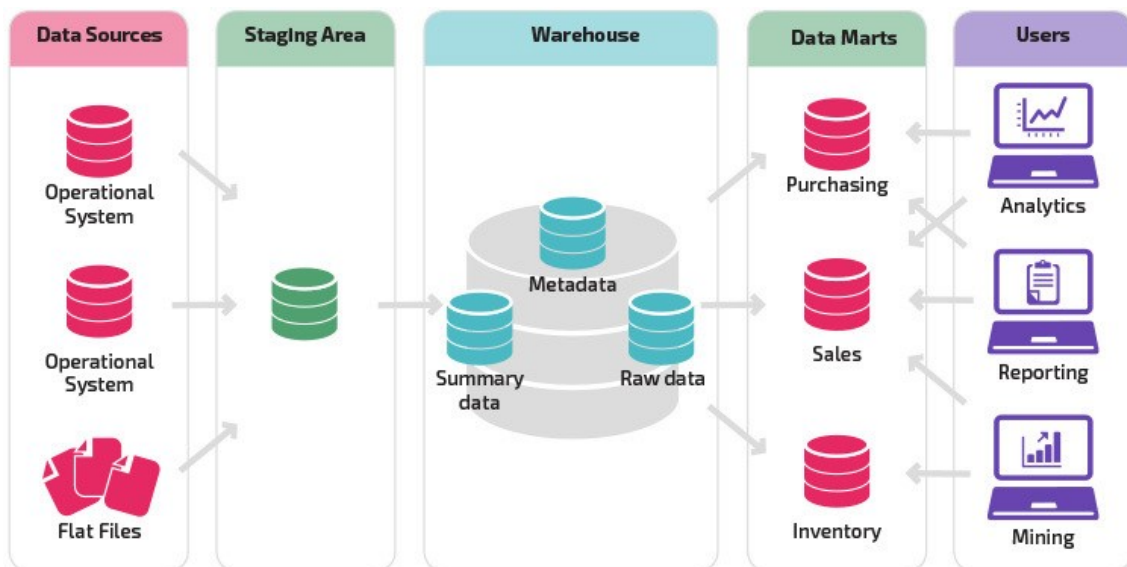 Data Sources
Staging Area
Warehouse
Data Marts
Users
Operational
System
Operational
System
Flat Files
Metadata
Summary
data
Raw data
Purchasing
Sales
Inventory
Analytics
Reporting
Mining